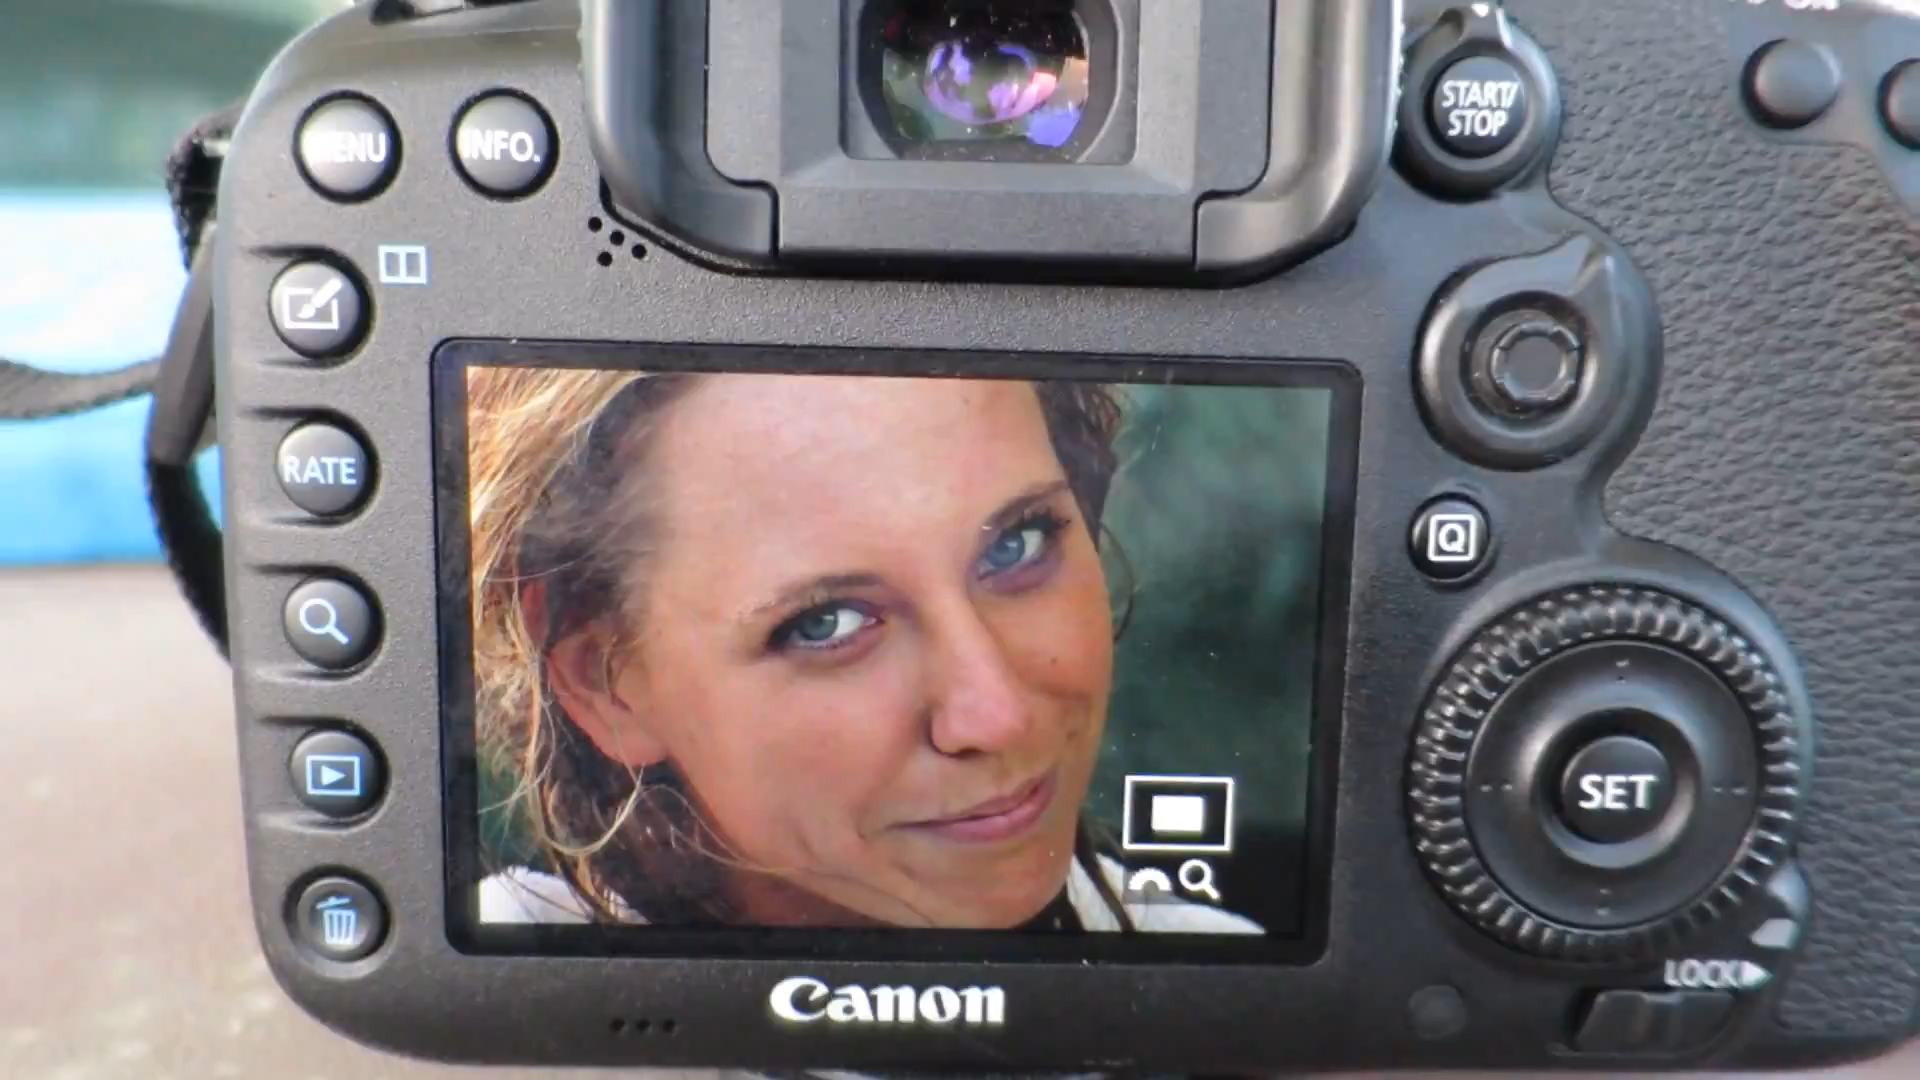 MENU
INFO.
START/
STOP
RATE
Q
SET
LOCK
Canon